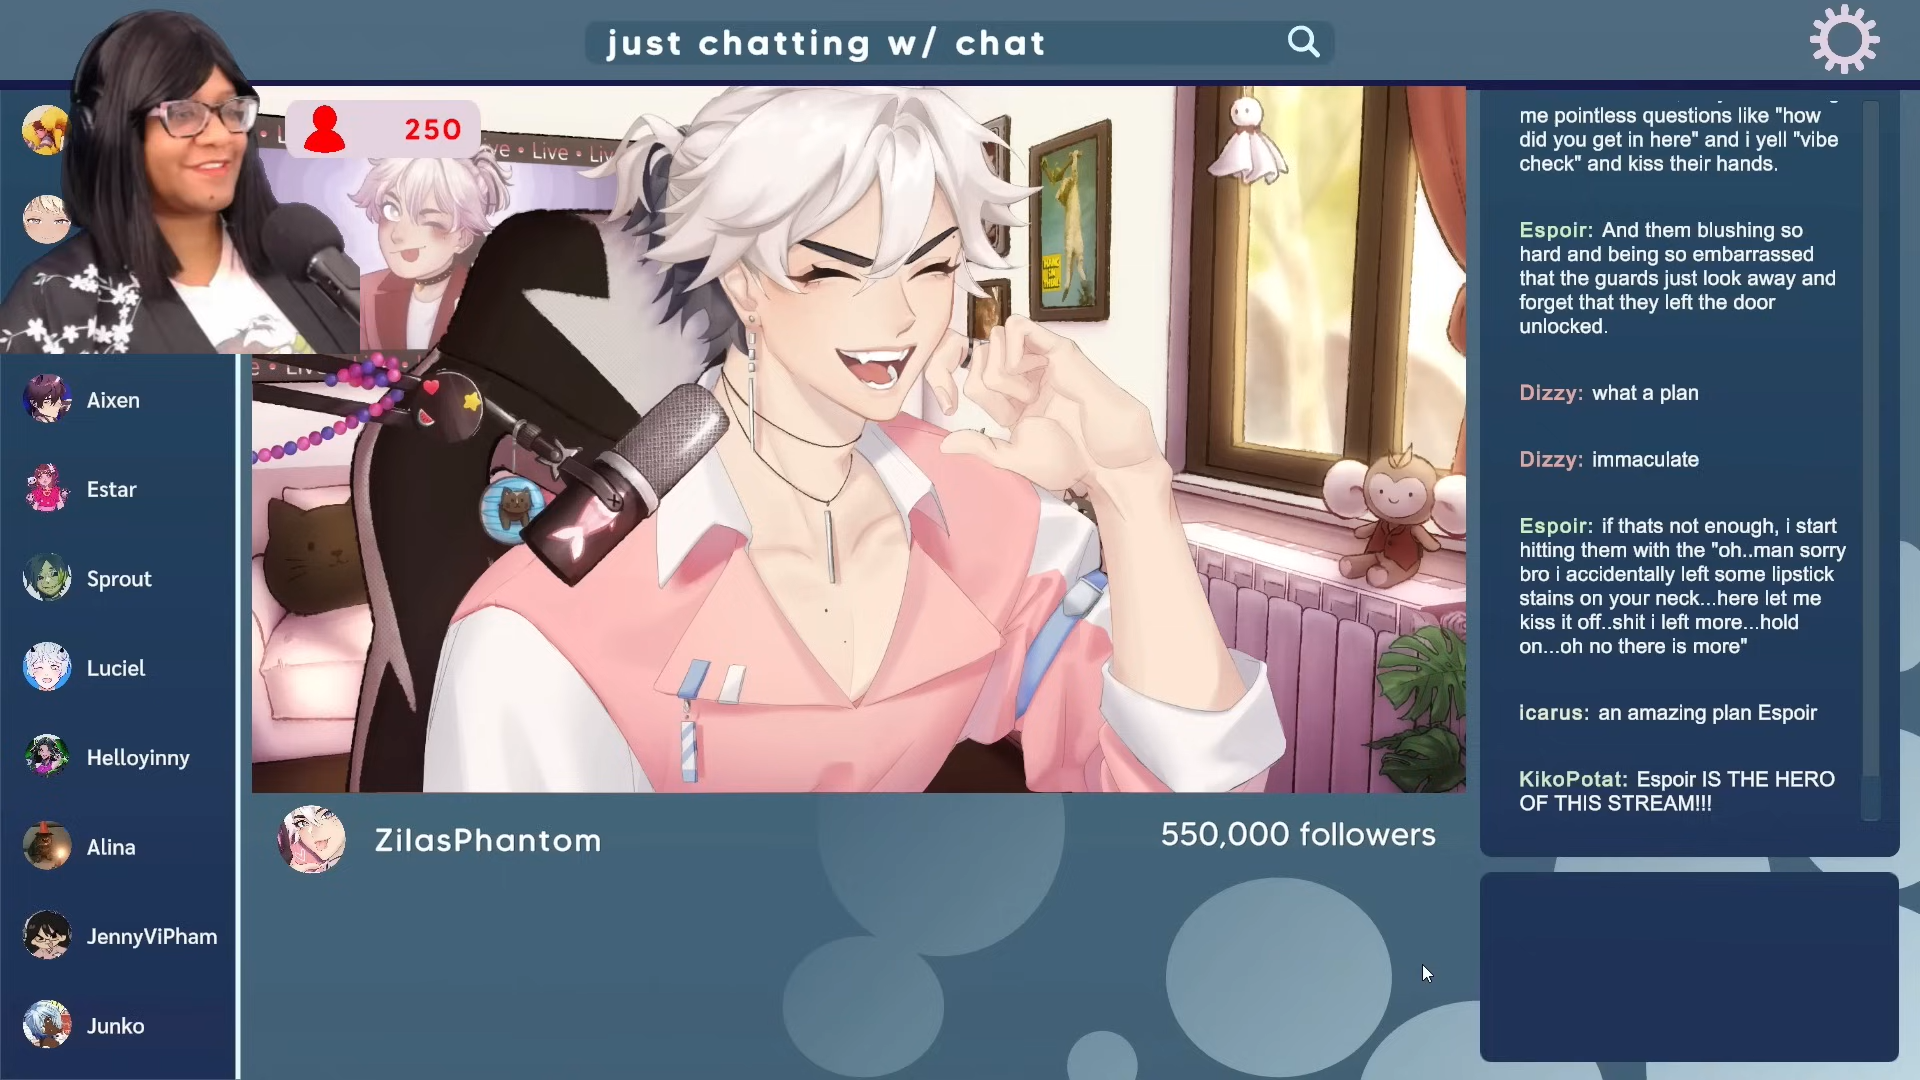 just chatting w/ chat
250
Live
Aixen
Estar
Sprout
Luciel
Helloyinny
Alina
JennyViPham
Junko
ZilasPhantom
550,000 followers
me pointless questions like "how
did you get in here" and i yell "vibe
check" and kiss their hands.
Espoir: And them blushing so
hard and being so embarrassed
that the guards just look away and
forget that they left the door
unlocked.
Dizzy: what a plan
Dizzy: immaculate
Espoir: if thats not enough, i start
hitting them with the "oh..man sorry
bro i accidentally left some lipstick
stains on your neck...here let me
kiss it off..shit i left more...hold
on...oh no there is more"
icarus: an amazing plan Espoir
KikoPotat: Espoir IS THE HERO
OF THIS STREAM!!!